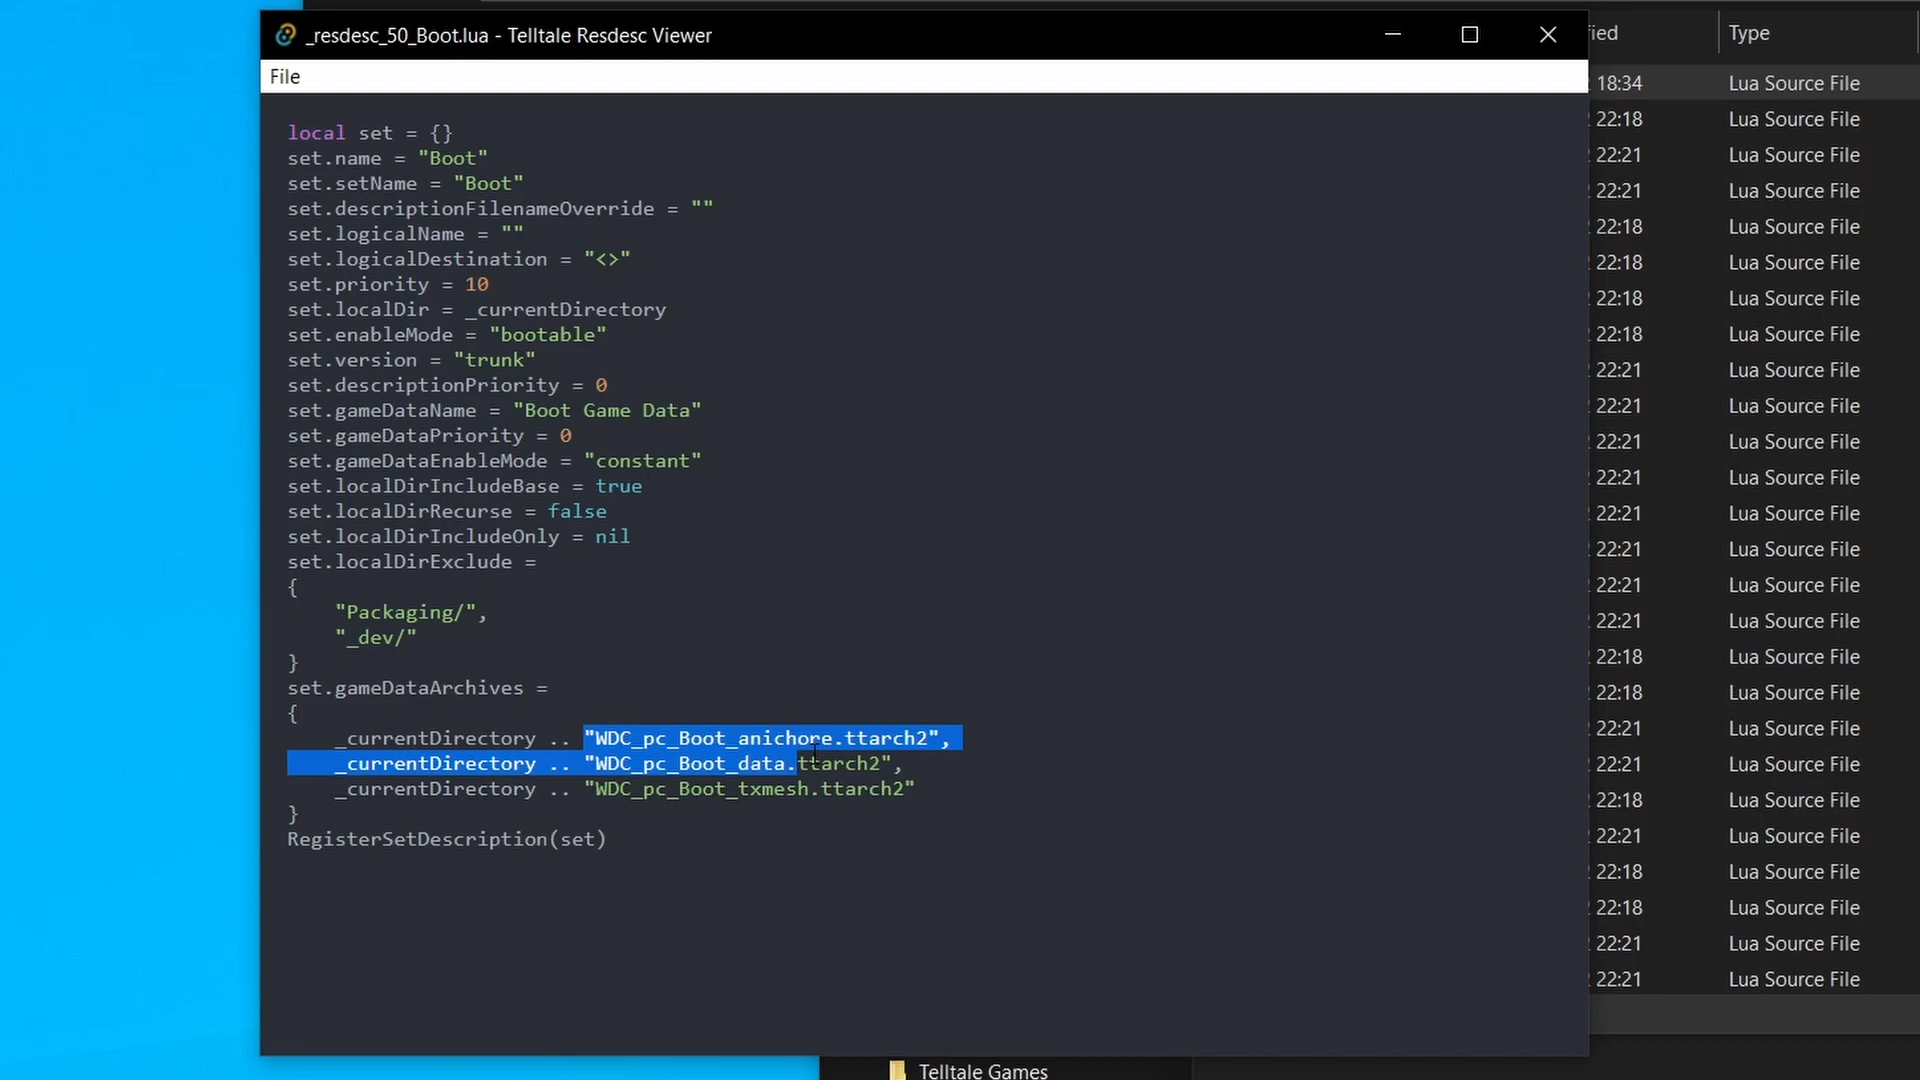 _resdesc_50_Boot.lua - Telltale Resdesc Viewer
File
local set = {}
set.name = "Boot"
set.setName = "Boot"
set.descriptionFilenameOverride = ""
set.logicalName = ""
set.logicalDestination = "<>"
set.priority = 10
set.localDir = _currentDirectory
set.enableMode = "bootable"
set.version = "trunk"
set.descriptionPriority = 0
set.gameDataName = "Boot Game Data"
set.gameDataPriority = 0
set.gameDataEnableMode = "constant"
set.localDirIncludeBase = true
set.localDirRecurse = false
set.localDirIncludeOnly = nil
set.localDirExclude =
{
"Packaging/",
"_dev/"
}
set.gameDataArchives =
{
_currentDirectory .. "WDC_pc_Boot_anichore.ttarch2",
_currentDirectory .. "WDC_pc_Boot_data.ttarch2",
_currentDirectory .. "WDC_pc_Boot_txmesh.ttarch2"
}
RegisterSetDescription(set)
Type
18:34 Lua Source File
22:18 Lua Source File
22:21 Lua Source File
22:21 Lua Source File
22:18 Lua Source File
22:18 Lua Source File
22:18 Lua Source File
22:18 Lua Source File
22:21 Lua Source File
22:21 Lua Source File
22:21 Lua Source File
22:21 Lua Source File
22:21 Lua Source File
22:21 Lua Source File
22:21 Lua Source File
22:21 Lua Source File
22:18 Lua Source File
22:18 Lua Source File
22:21 Lua Source File
22:21 Lua Source File
22:18 Lua Source File
22:21 Lua Source File
22:18 Lua Source File
22:18 Lua Source File
22:21 Lua Source File
22:21 Lua Source File
Telltale Games